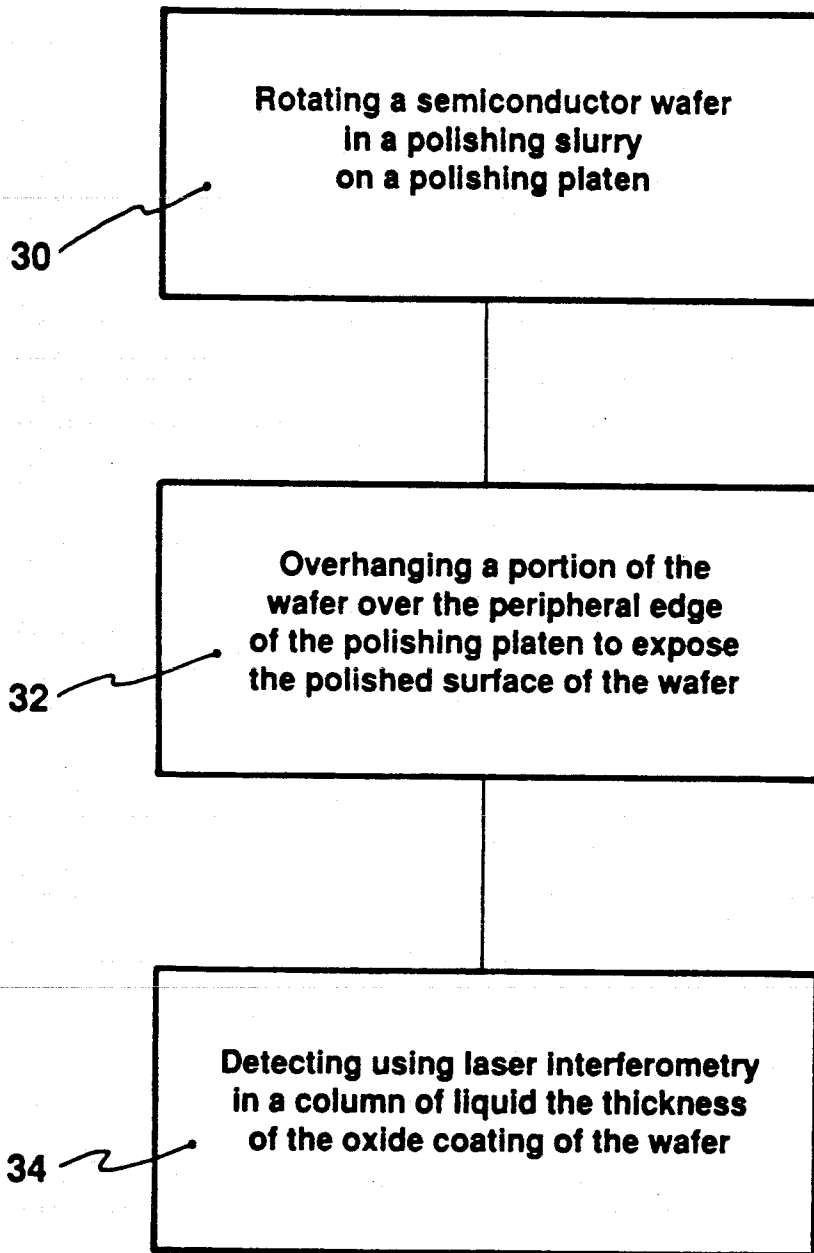 Rotating a semiconductor wafer
in a polishing slurry
on a polishing platen
30
Overhanging a portion of the
wafer over the peripheral edge
of the polishing platen to expose
the polished surface of the wafer
32
Detecting using laser interferometry
in a column of liquid the thickness
of the oxide coating of the wafer
34